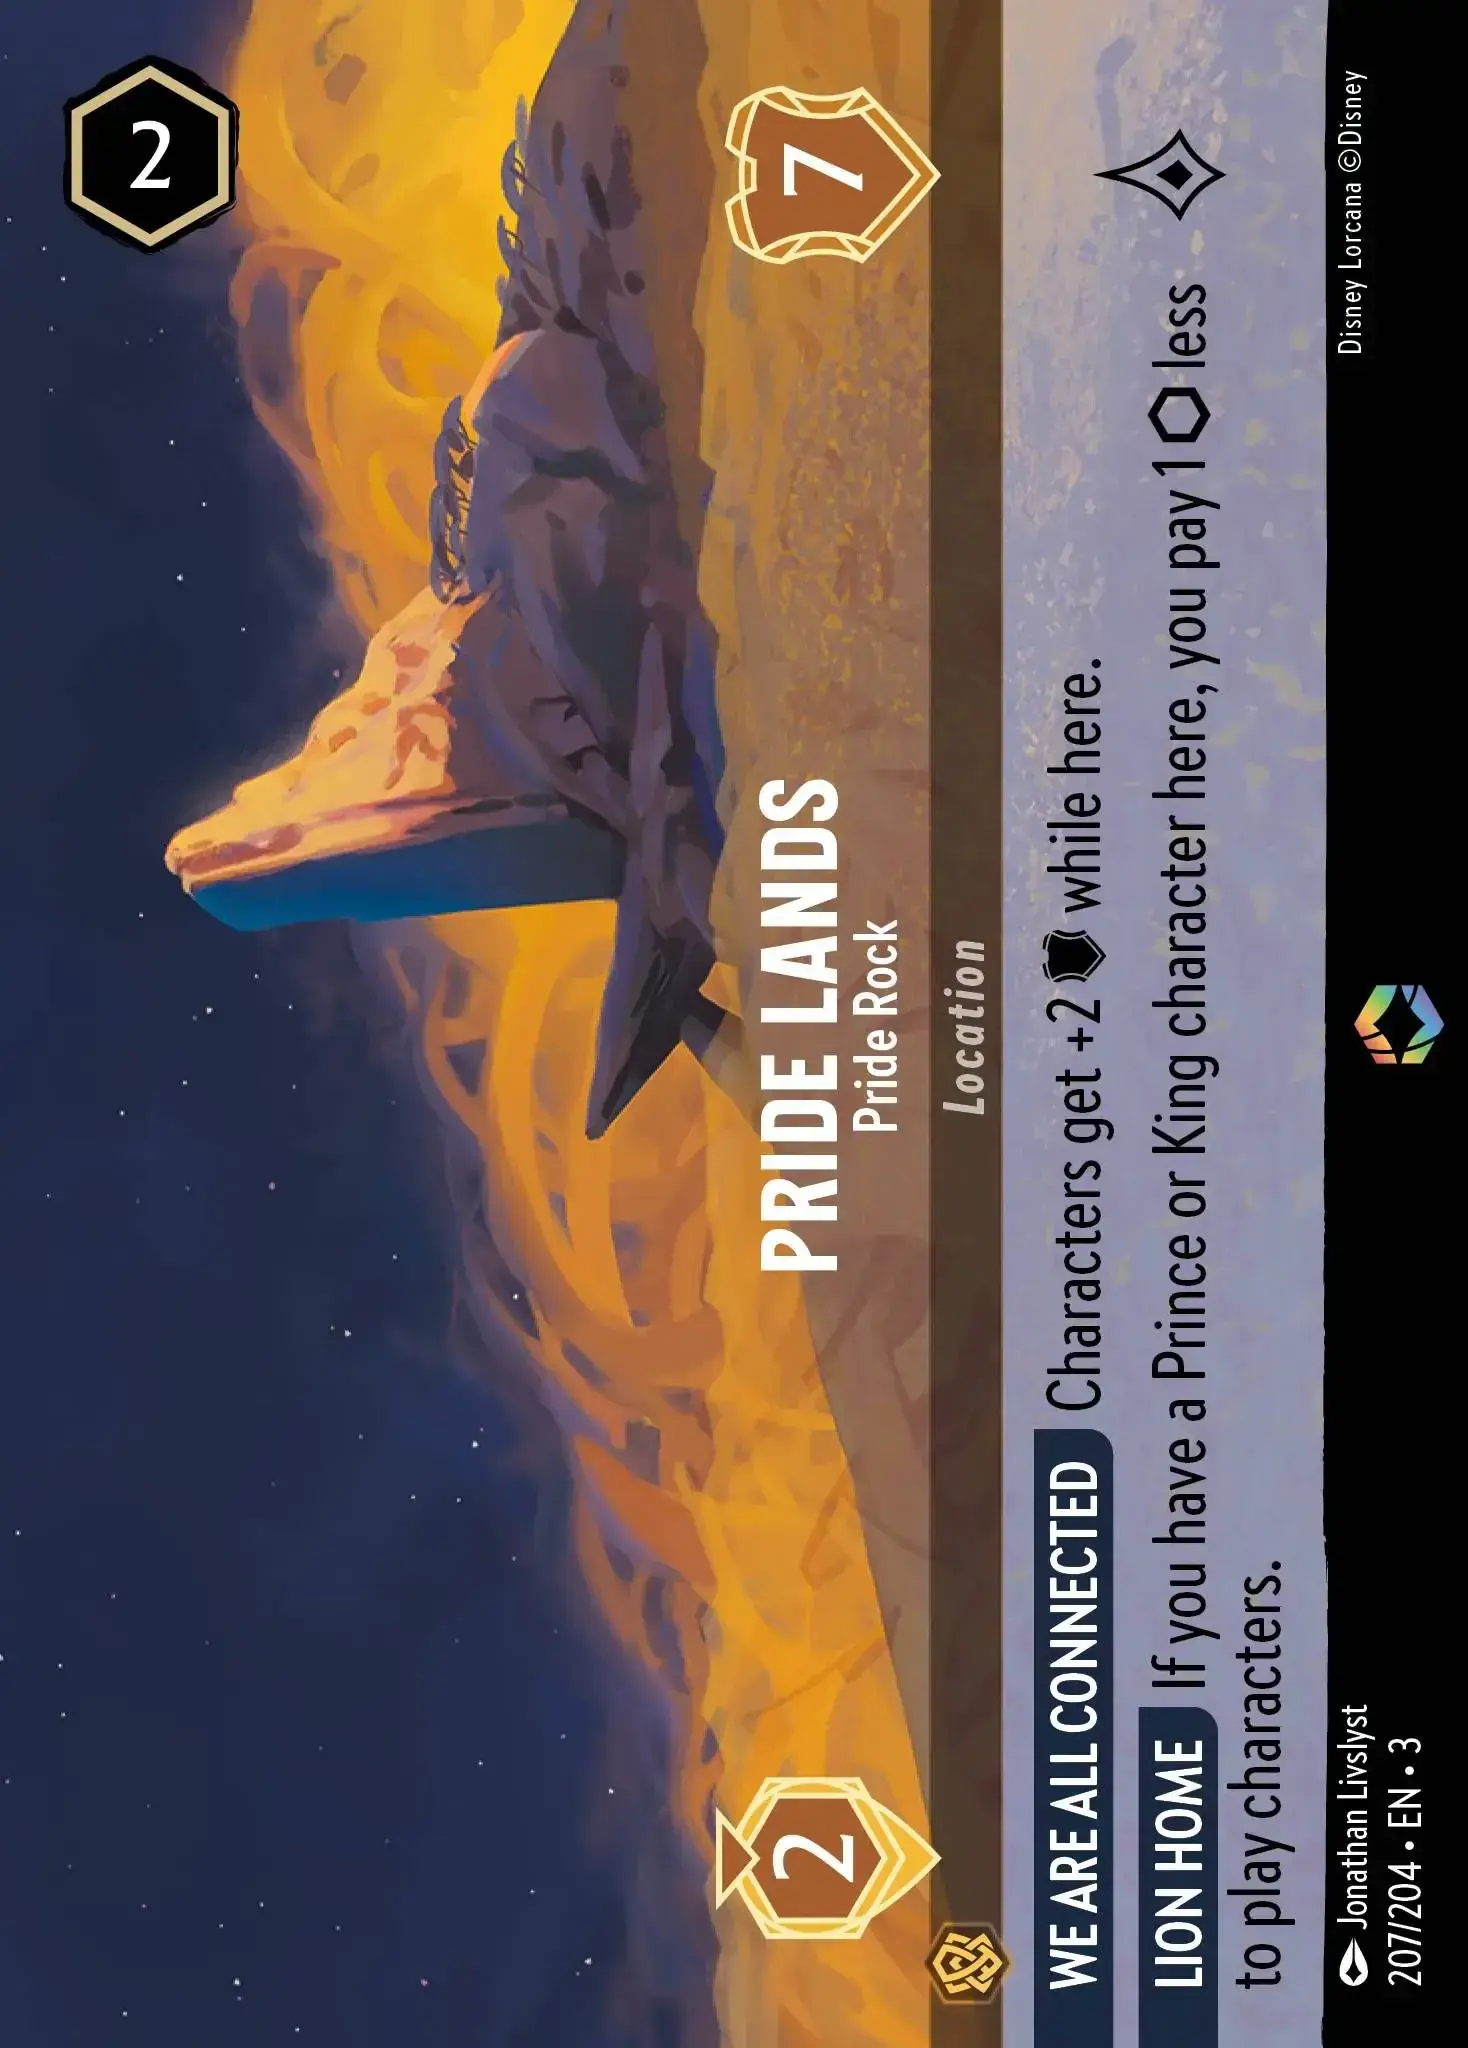 2
PRIDE LANDS
Pride Rock
2
7
Location
WE ARE ALL CONNECTED Characters get +2 while here.
LION HOME If you have a Prince or King character here, you pay 1 less
to play characters.
Jonathan Livslyst
207/204 • EN • 3
Disney Lorcana ©Disney